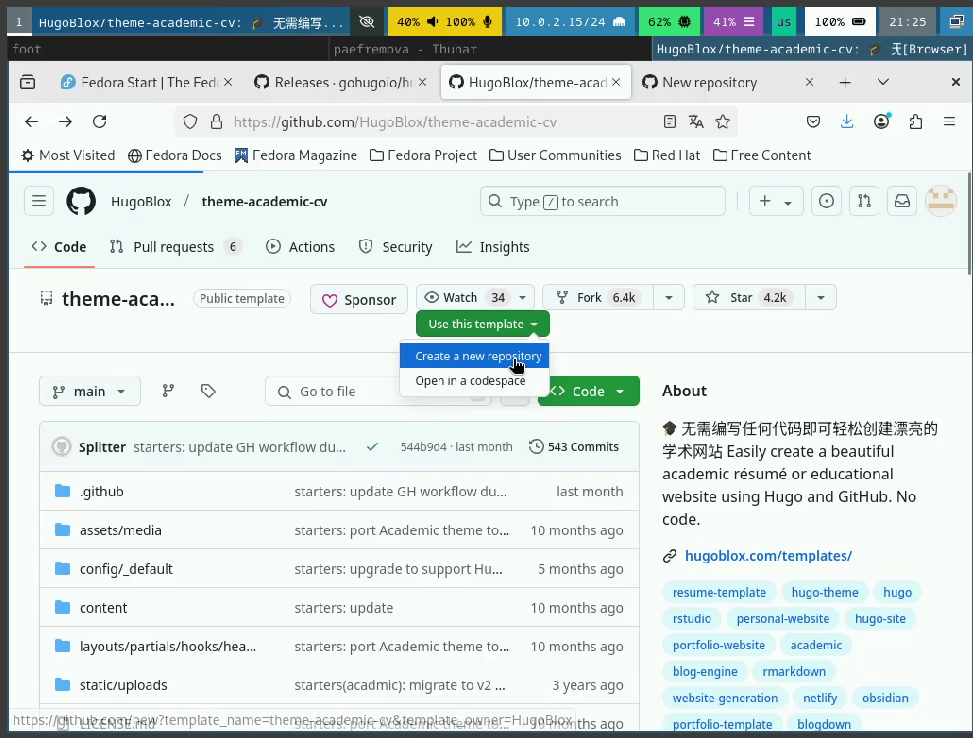 1 HugoBlox/theme-academic-cv: 🎓 无需编写... 40% 100% 10.0.2.15/24 62% 41% us 100% 21:25
foot paefremova - Thunar HugoBlox/theme-academic-cv: 🎓 无[Browser]
Fedora Start | The Fedo Releases · gohugoio/hu HugoBlox/theme-acad New repository
https://github.com/HugoBlox/theme-academic-cv
Most Visited Fedora Docs Fedora Magazine Fedora Project User Communities Red Hat Free Content
HugoBlox / theme-academic-cv Type / to search
Code Pull requests 6 Actions Security Insights
theme-aca... Public template Sponsor Watch 34 Fork 6.4k Star 4.2k
Use this template
Create a new repository
Open in a codespace
main Go to file Code
About
Splitter starters: update GH workflow du... 544b9d4 · last month 543 Commits
.github starters: update GH workflow du... last month
assets/media starters: port Academic theme to... 10 months ago
config/_default starters: upgrade to support Hu... 5 months ago
content starters: update 10 months ago
layouts/partials/hooks/hea... starters: port Academic theme to... 10 months ago
static/uploads starters(acadmic): migrate to v2 ... 3 years ago
LICENSE.md starters: port Academic theme to... 10 months ago
🎓 无需编写任何代码即可轻松创建漂亮的
学术网站 Easily create a beautiful
academic résumé or educational
website using Hugo and GitHub. No
code.
hugoblox.com/templates/
resume-template hugo-theme hugo
rstudio personal-website hugo-site
portfolio-website academic
blog-engine rmarkdown
website-generation netlify obsidian
portfolio-template blogdown
https://github.com/new?template_name=theme-academic-cv&template_owner=HugoBlox